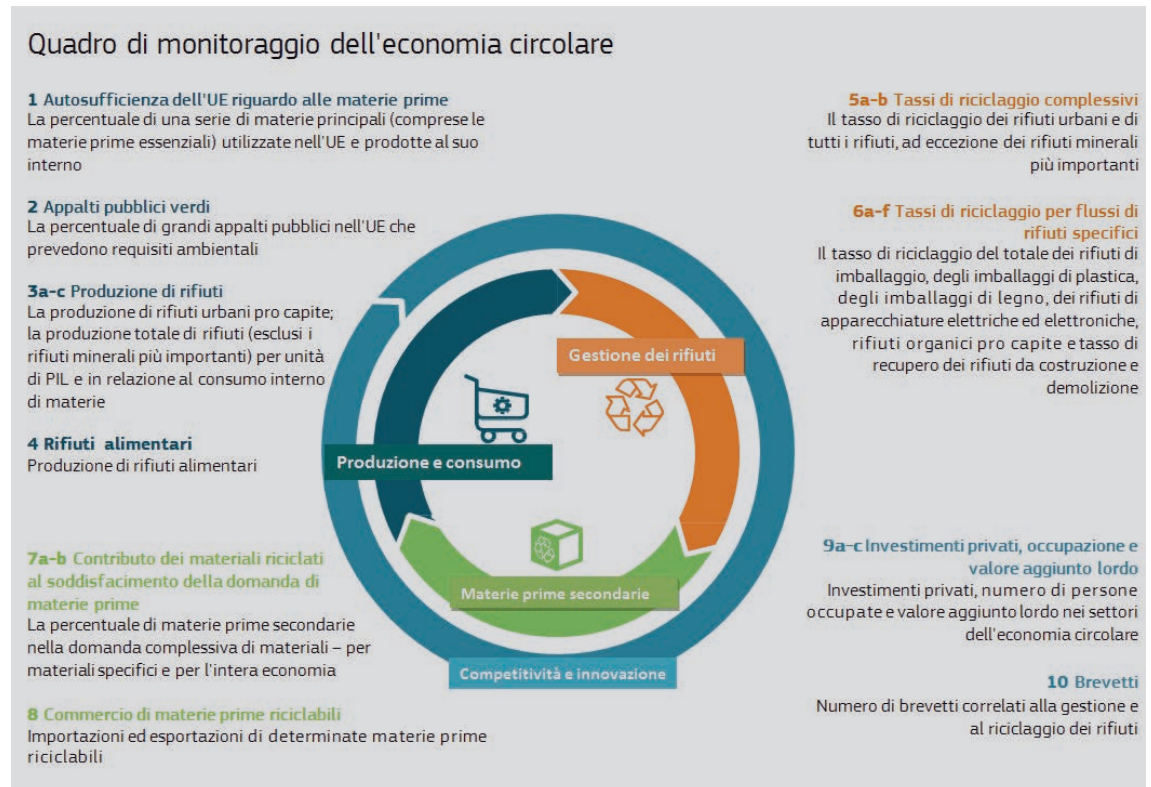 Quadro di monitoraggio dell'economia circolare
1 Autosufficienza dell'UE riguardo alle materie prime
La percentuale di una serie di materie principali (comprese le
materie prime essenziali) utilizzate nell'UE e prodotte al suo
interno
2 Appalti pubblici verdi
La percentuale di grandi appalti pubblici nell'UE che
prevedono requisiti ambientali
3a-c Produzione di rifiuti
La produzione di rifiuti urbani pro capite;
la produzione totale di rifiuti (esclusi i
rifiuti minerali più importanti) per unità
di PIL e in relazione al consumo interno
di materie
4 Rifiuti alimentari
Produzione di rifiuti alimentari
5a-b Tassi di riciclaggio complessivi
Il tasso di riciclaggio dei rifiuti urbani e di
tutti i rifiuti, ad eccezione dei rifiuti minerali
più importanti
6a-f Tassi di riciclaggio per flussi di
rifiuti specifici
Il tasso di riciclaggio del totale dei rifiuti di
imballaggio, degli imballaggi di plastica,
degli imballaggi di legno, dei rifiuti di
apparecchiature elettriche ed elettroniche,
rifiuti organici pro capite e tasso di
recupero dei rifiuti da costruzione e
demolizione
Gestione dei rifiuti
Produzione e consumo
Materie prime secondarie
Competitività e innovazione
7a-b Contributo dei materiali riciclati
al soddisfacimento della domanda di
materie prime
La percentuale di materie prime secondarie
nella domanda complessiva di materiali – per
materiali specifici e per l'intera economia
8 Commercio di materie prime riciclabili
Importazioni ed esportazioni di determinate materie prime
riciclabili
9a-c Investimenti privati, occupazione e
valore aggiunto lordo
Investimenti privati, numero di persone
occupate e valore aggiunto lordo nei settori
dell'economia circolare
10 Brevetti
Numero di brevetti correlati alla gestione e
al riciclaggio dei rifiuti